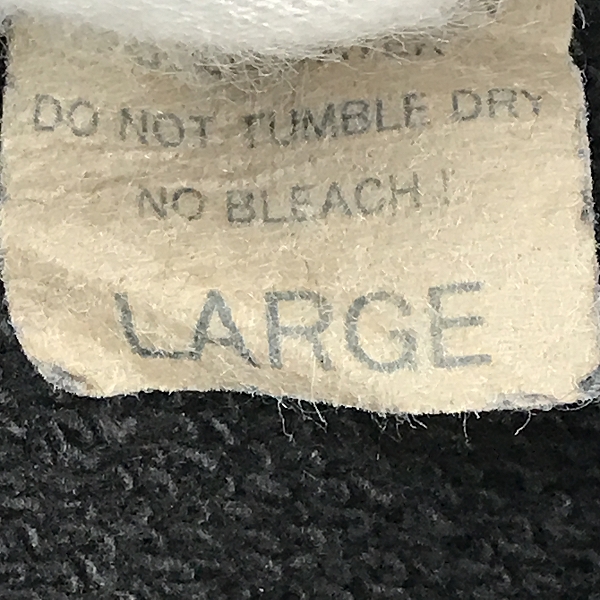 DO NOT TUMBLE DRY
NO BLEACH !
LARGE